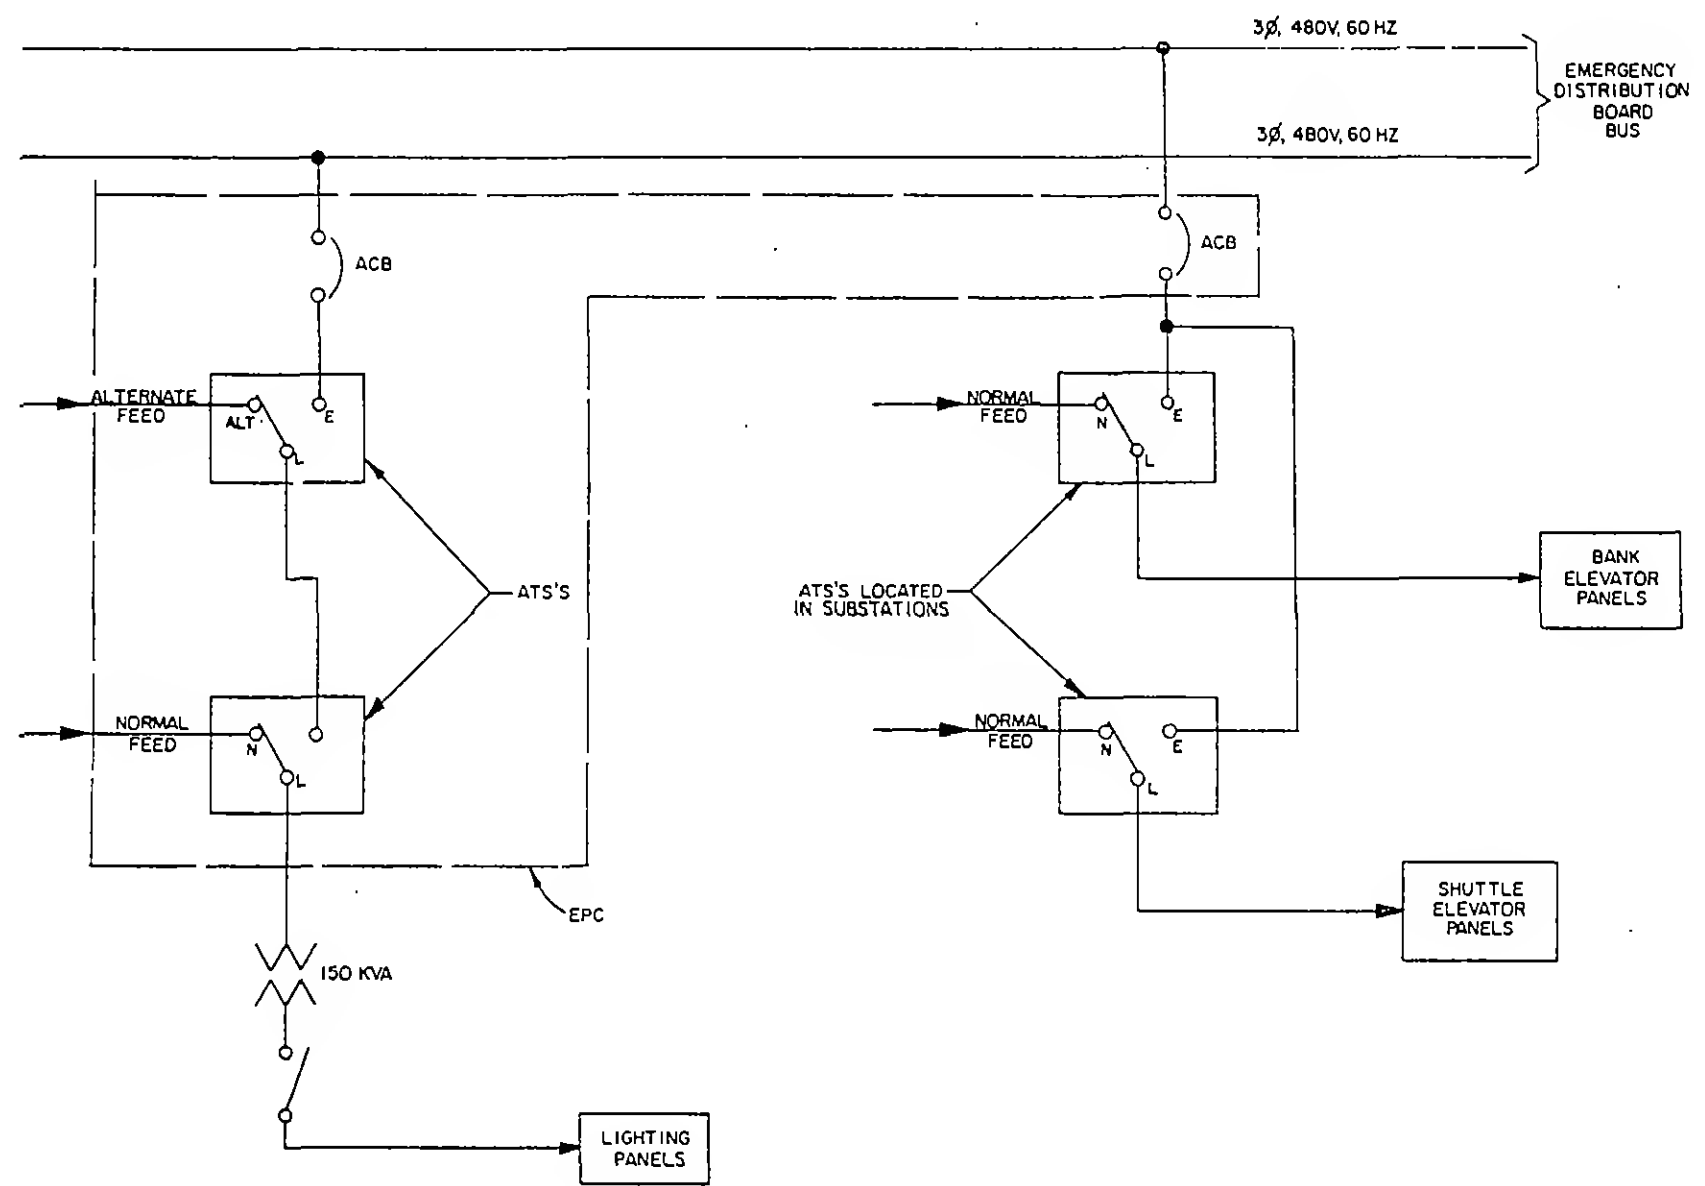 3Ø, 480V, 60 HZ
EMERGENCY
DISTRIBUTION
BOARD
BUS
3Ø, 480V, 60 HZ
ACB
ACB
ALTERNATE
FEED
ALT.
E
L
NORMAL
FEED
N
E
L
ATS'S
ATS'S LOCATED
IN SUBSTATIONS
BANK
ELEVATOR
PANELS
NORMAL
FEED
N
L
NORMAL
FEED
N
E
L
EPC
SHUTTLE
ELEVATOR
PANELS
150 KVA
LIGHTING
PANELS